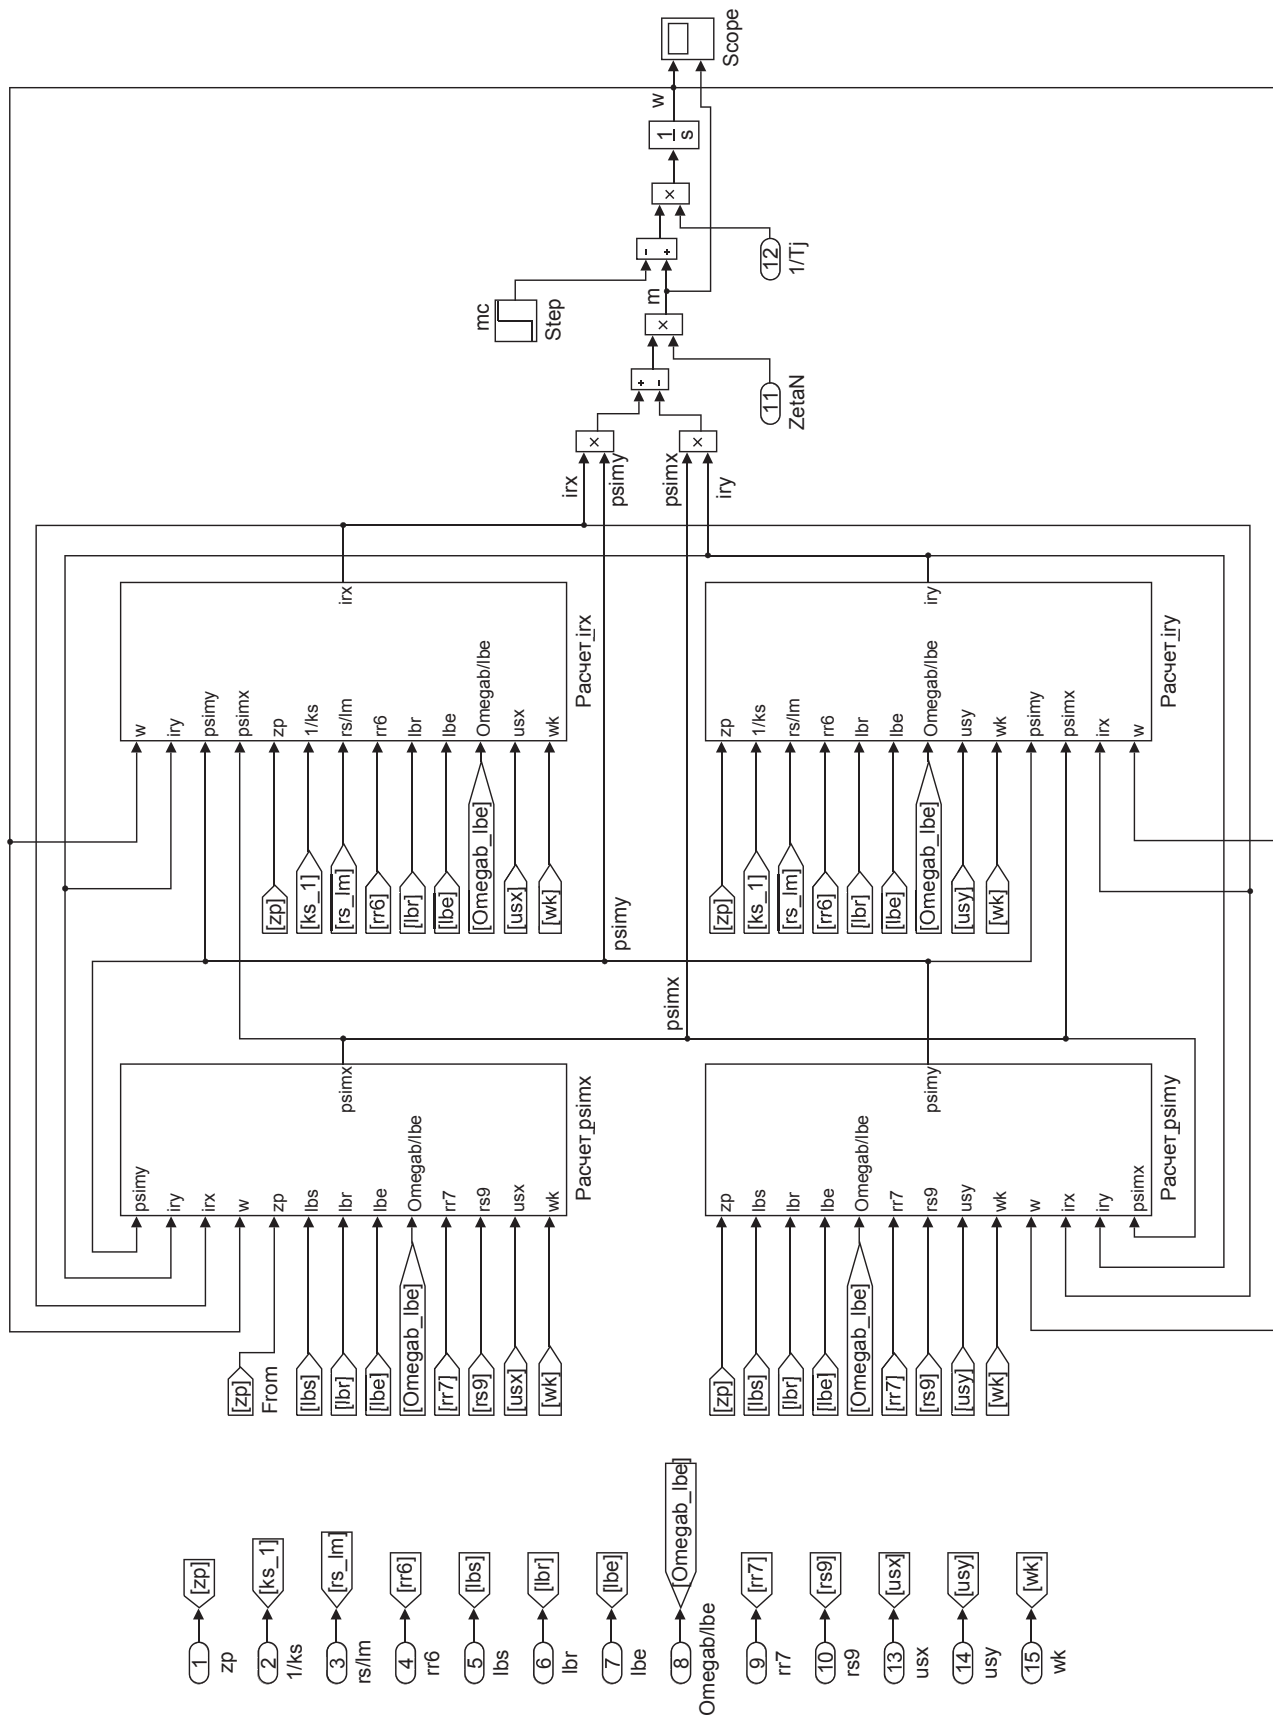 1
zp
[zp]
2
1/ks
[ks_1]
3
rs/lm
[rs_lm]
4
rr6
[rr6]
5
lbs
[lbs]
6
lbr
[lbr]
7
lbe
[lbe]
8
Omegab/lbe
[Omegab_lbe]
9
rr7
[rr7]
10
rs9
[rs9]
13
usx
[usx]
14
usy
[usy]
15
wk
[wk]
[zp]
From
[lbs]
[lbr]
[lbe]
[Omegab_lbe]
[rr7]
[rs9]
[usx]
[wk]
psimy
iry
irx
w
zp
lbs
lbr
lbe
Omegab/lbe
rr7
rs9
usx
wk
psimx
Расчет psimx
[zp]
[lbs]
[lbr]
[lbe]
[Omegab_lbe]
[rr7]
[rs9]
[usy]
[wk]
zp
lbs
lbr
lbe
Omegab/lbe
rr7
rs9
usy
wk
w
irx
iry
psimx
psimy
Расчет psimy
psimx
psimy
[zp]
[ks_1]
[rs_lm]
[rr6]
[lbr]
[lbe]
[Omegab_lbe]
[usx]
[wk]
w
iry
psimy
psimx
zp
1/ks
rs/lm
rr6
lbr
lbe
Omegab/lbe
usx
wk
irx
Расчет irx
[zp]
[ks_1]
[rs_lm]
[rr6]
[lbr]
[lbe]
[Omegab_lbe]
[usy]
[wk]
zp
1/ks
rs/lm
rr6
lbr
lbe
Omegab/lbe
usy
wk
psimy
psimx
irx
w
iry
Расчет iry
irx
psimy
psimx
iry
×
×
+
-
11
ZetaN
×
m
mc
Step
-
+
12
1/Tj
×
1
s
w
Scope